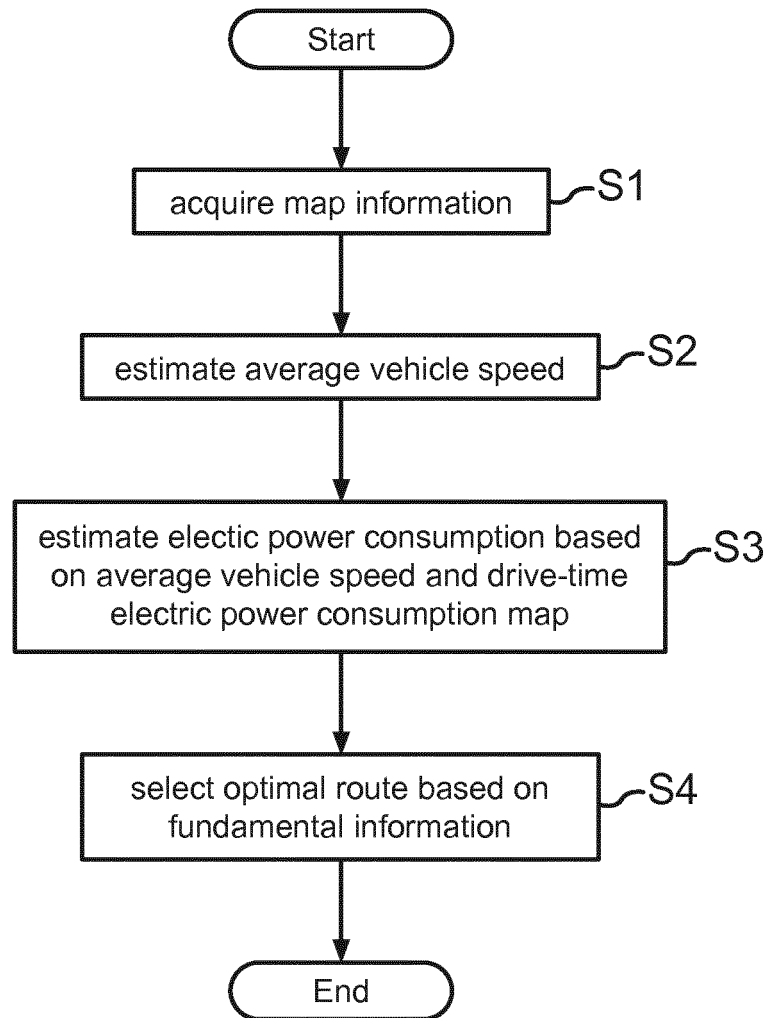 Start
acquire map information
S1
estimate average vehicle speed
S2
estimate electic power consumption based
on average vehicle speed and drive-time
electric power consumption map
S3
select optimal route based on
fundamental information
S4
End